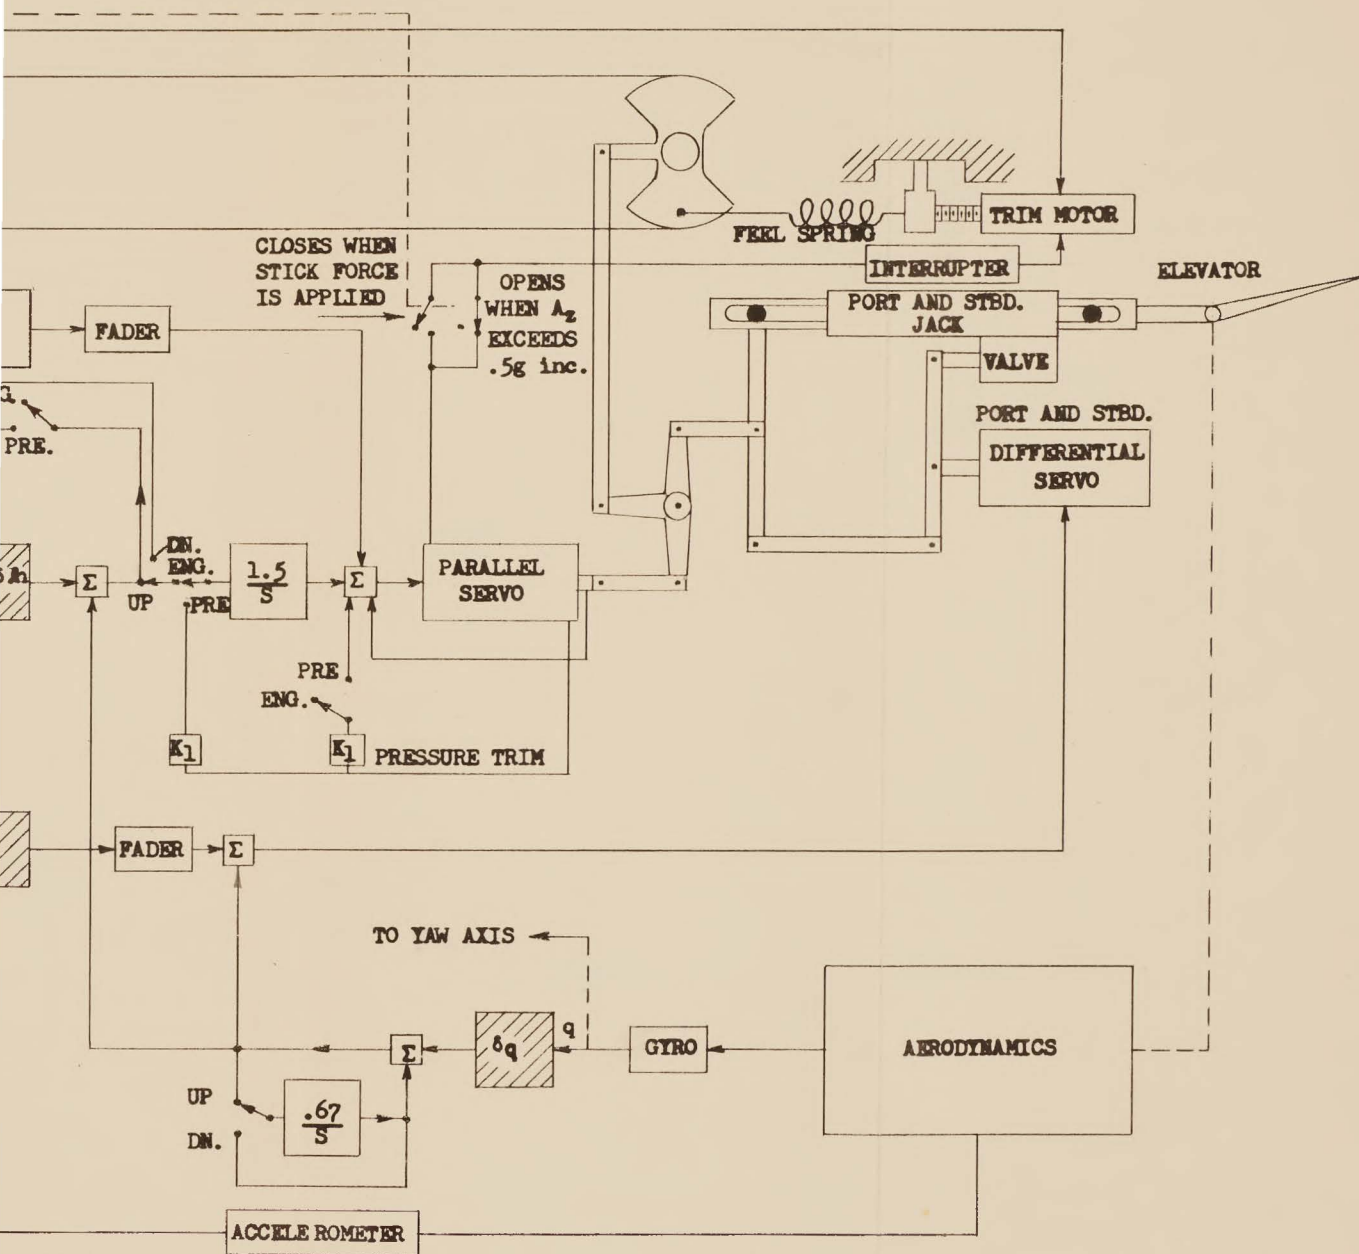 CLOSES WHEN
STICK FORCE
IS APPLIED
OPENS
WHEN Az
EXCEEDS
.5g inc.
FEEL SPRING
TRIM MOTOR
INTERRUPTER
ELEVATOR
PORT AND STBD.
JACK
VALVE
FADER
G.
PRE.
PORT AND STBD.
DIFFERENTIAL
SERVO
DN.
ENG.
Σ
UP
PRE
1.5
S
Σ
PARALLEL
SERVO
PRE
ENG.
K1
K1
PRESSURE TRIM
FADER
Σ
TO YAW AXIS
Σ
δq
q
GYRO
AERODYNAMICS
UP
DN.
.67
S
ACCELEROMETER